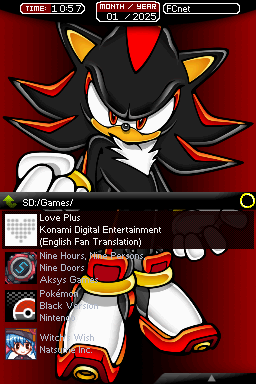 TIME: 10:57
MONTH / YEAR
01 / 2025
FCnet
SD:/Games/
Love Plus
Konami Digital Entertainment
(English Fan Translation)
Nine Hours, Nine Persons,
Nine Doors
Aksys Games
Pokémon
Black Version
Nintendo
Witch's Wish
Natsume Inc.